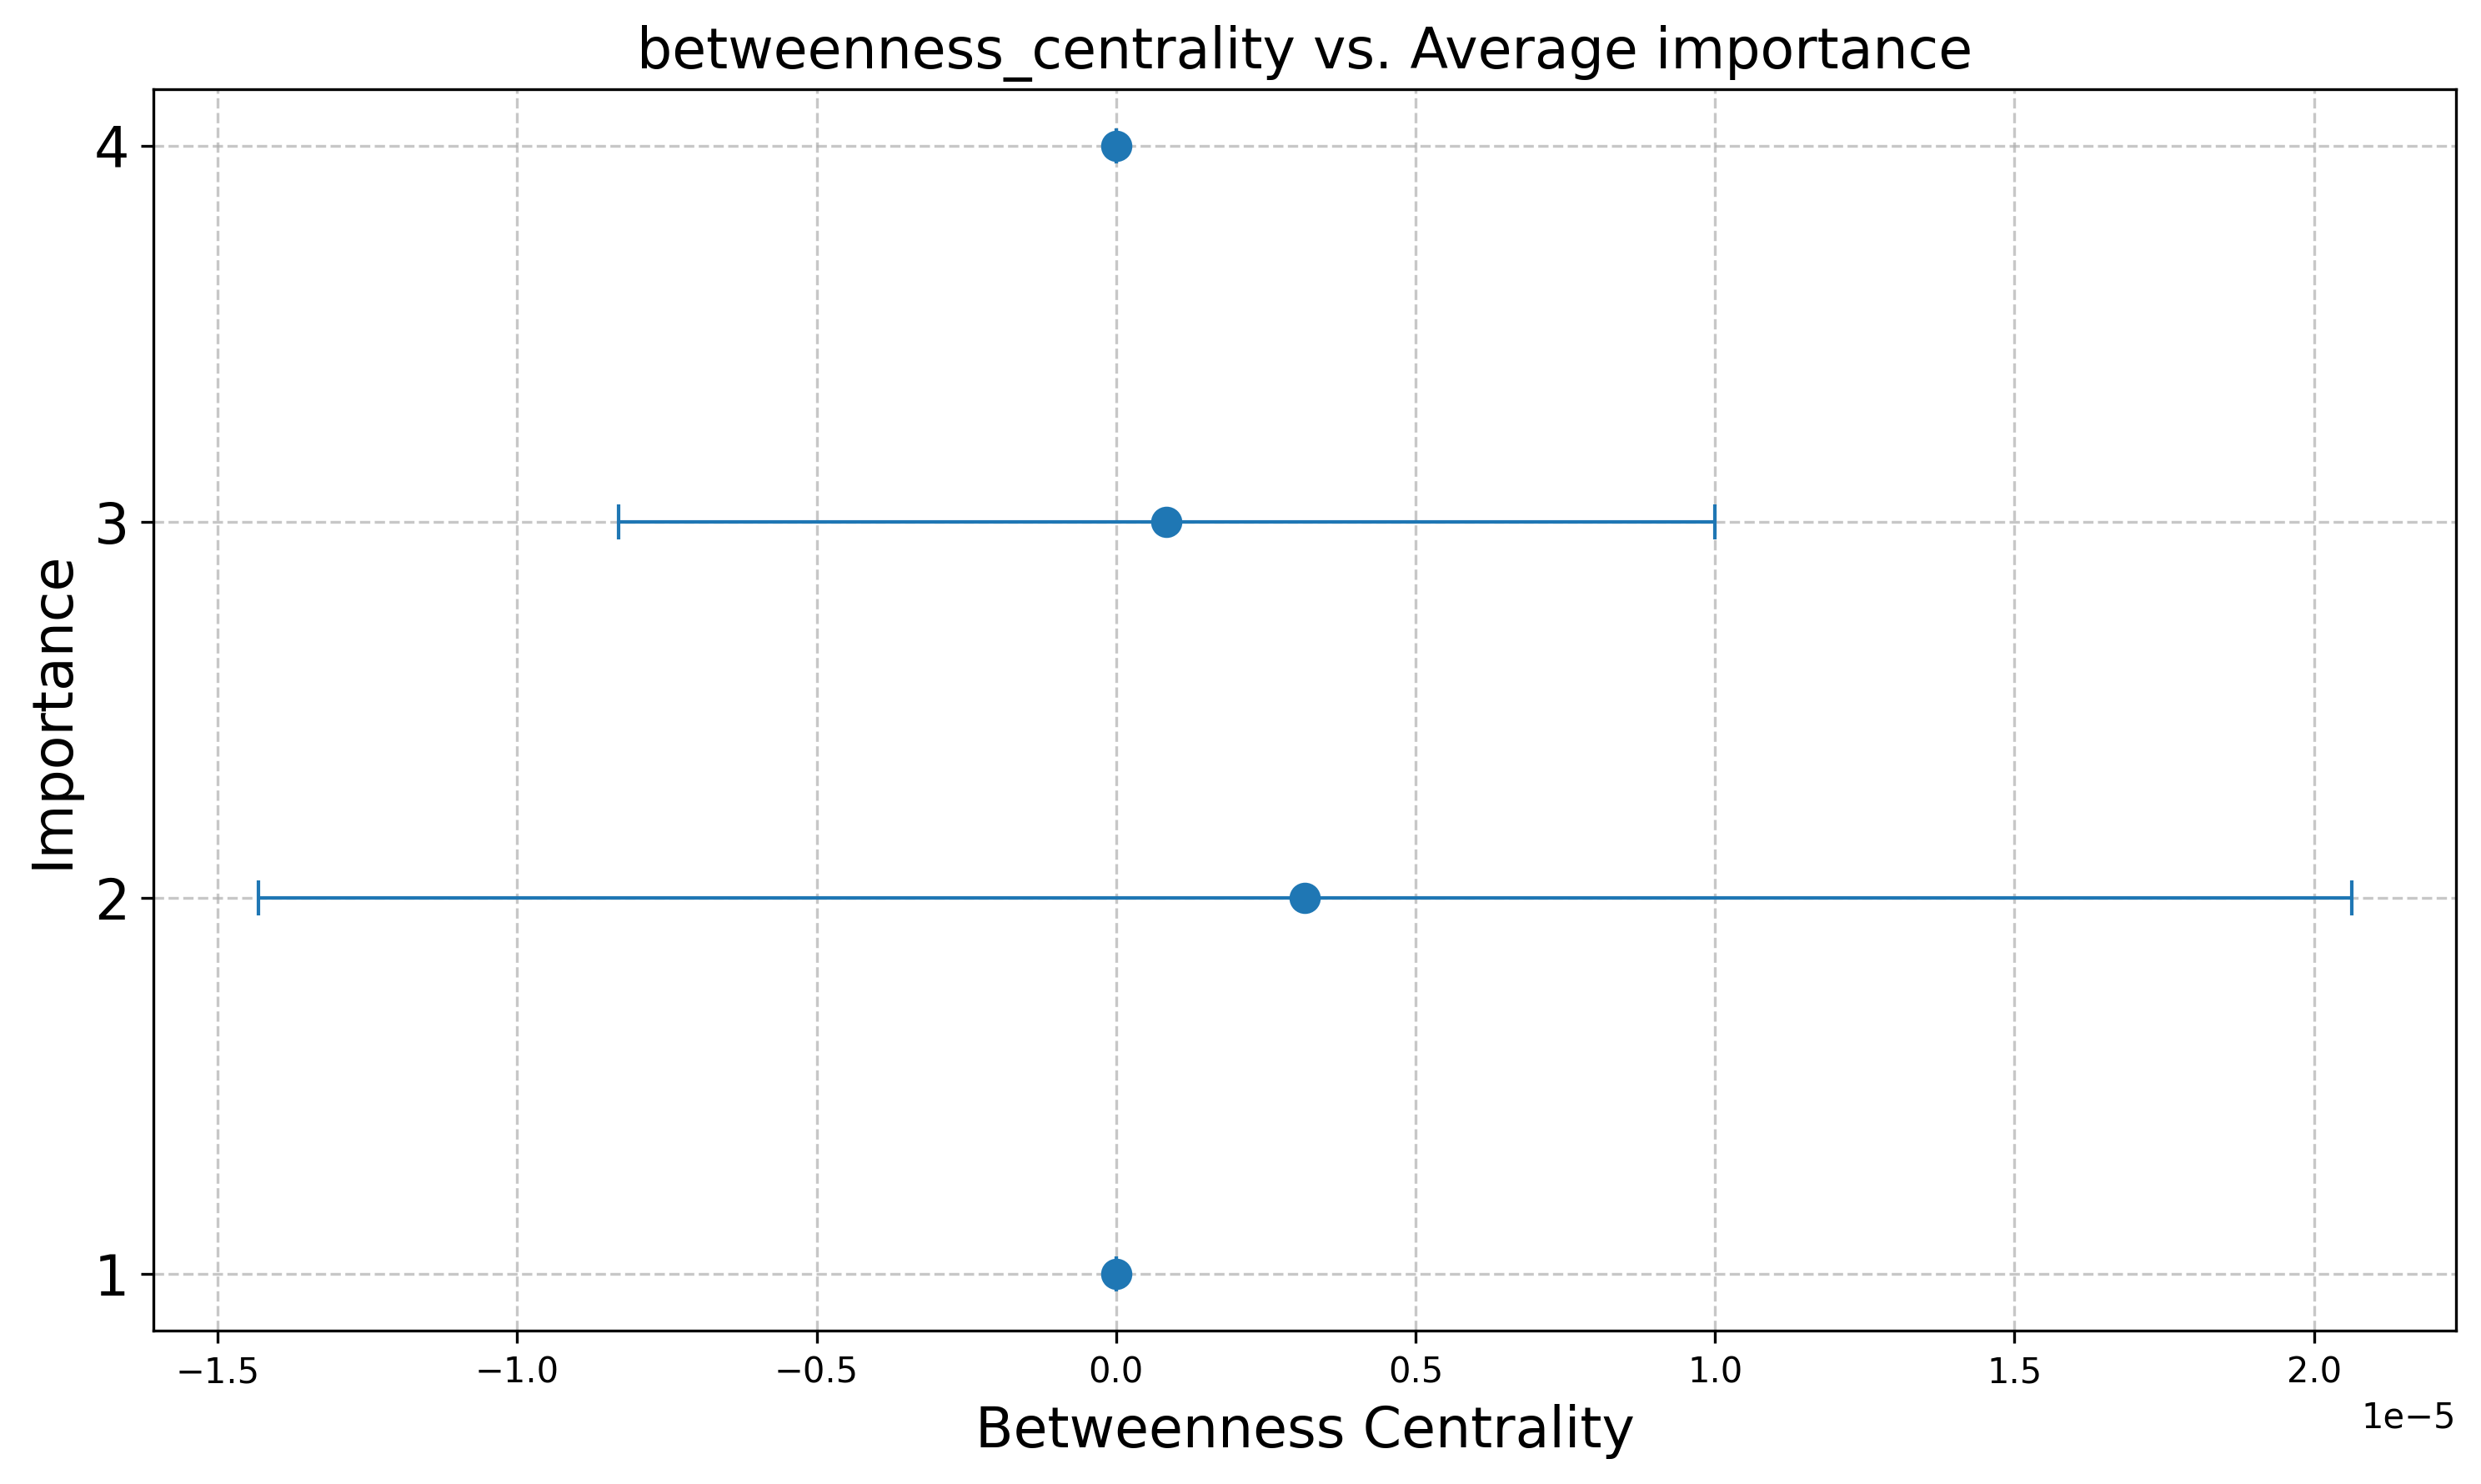 betweenness_centrality vs. Average importance
4
3
2
1
Importance
−1.5 −1.0 −0.5 0.0 0.5 1.0 1.5 2.0
1e−5
Betweenness Centrality